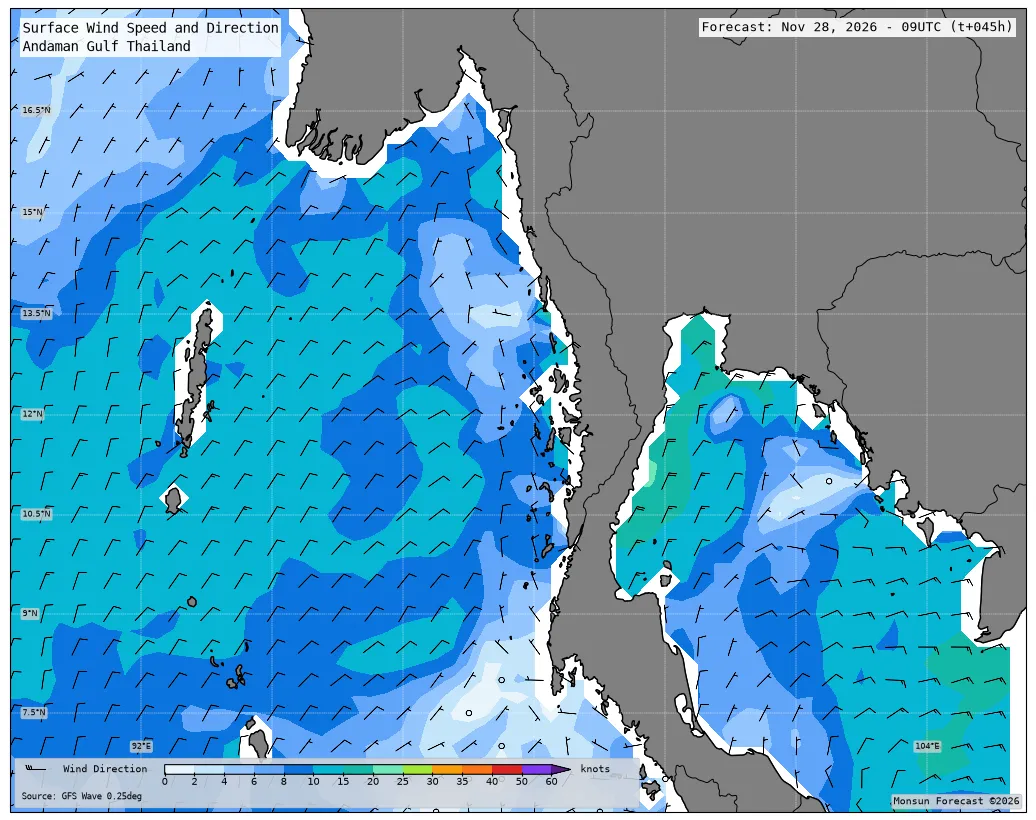 Surface Wind Speed and Direction
Andaman Gulf Thailand
Forecast: Nov 28, 2026 - 09UTC (t+045h)
16.5°N
15°N
13.5°N
12°N
10.5°N
9°N
7.5°N
92°E
104°E
Wind Direction
knots
0 2 4 6 8 10 15 20 25 30 35 40 50 60
Source: GFS Wave 0.25deg
Monsun Forecast ©2026